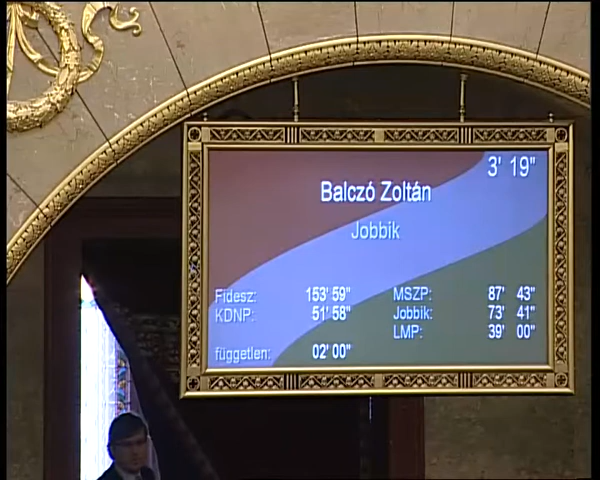 3' 19"
Balczó Zoltán
Jobbik
Fidesz: 153' 59" MSZP: 87' 43"
KDNP: 51' 58" Jobbik: 73' 41"
LMP: 39' 00"
független: 02' 00"